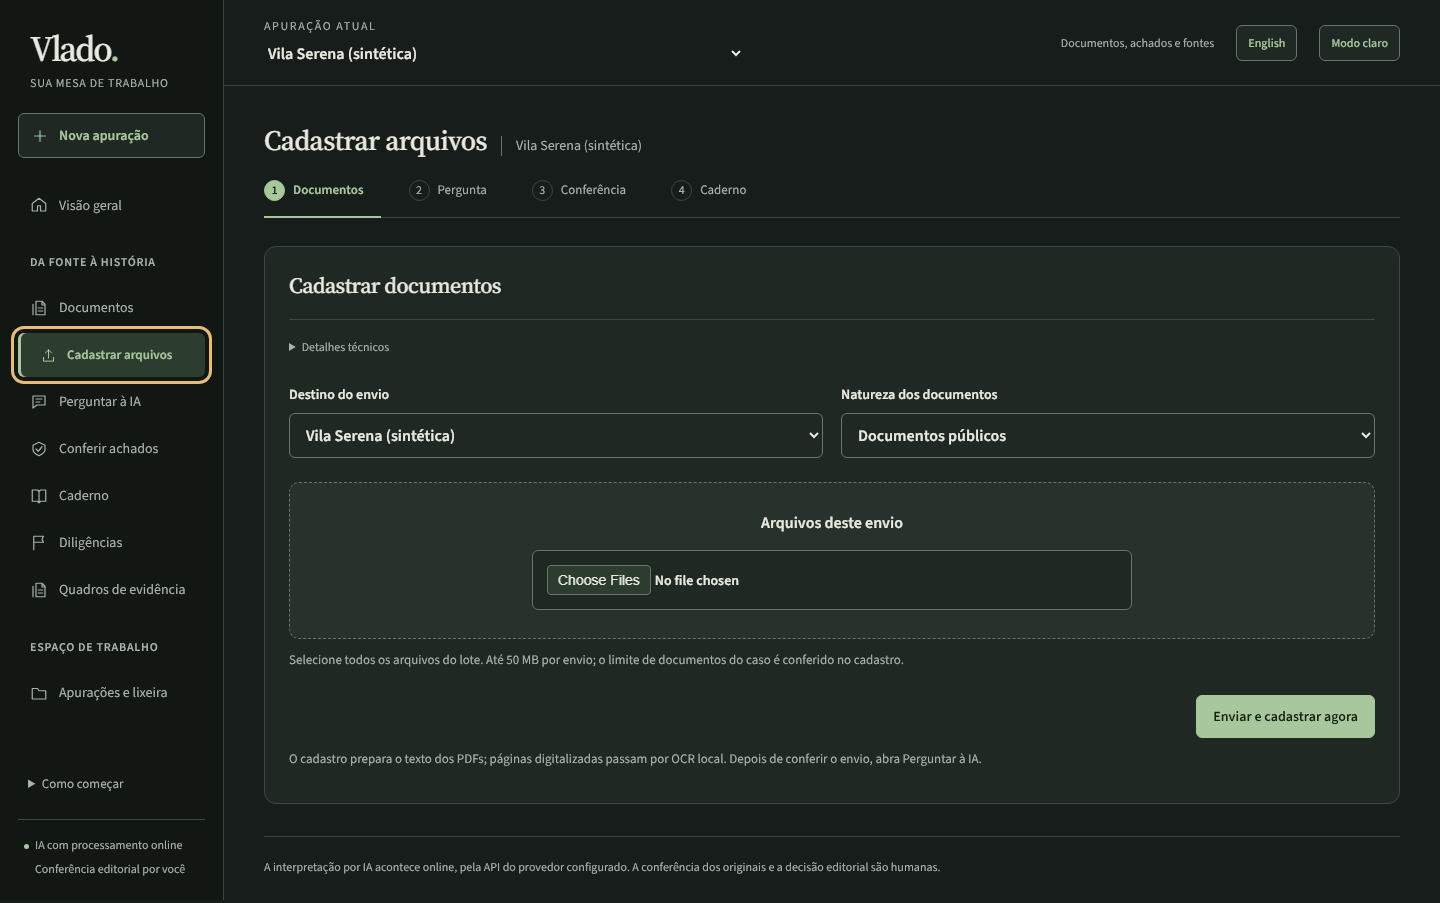 Vlado.
SUA MESA DE TRABALHO
Nova apuração
Visão geral
DA FONTE À HISTÓRIA
Documentos
Cadastrar arquivos
Perguntar à IA
Conferir achados
Caderno
Diligências
Quadros de evidência
ESPAÇO DE TRABALHO
Apurações e lixeira
Como começar
IA com processamento online
Conferência editorial por você
APURAÇÃO ATUAL
Vila Serena (sintética)
Documentos, achados e fontes
English
Modo claro
Cadastrar arquivos
Vila Serena (sintética)
1 Documentos
2 Pergunta
3 Conferência
4 Caderno
Cadastrar documentos
Detalhes técnicos
Destino do envio
Vila Serena (sintética)
Natureza dos documentos
Documentos públicos
Arquivos deste envio
Choose Files No file chosen
Selecione todos os arquivos do lote. Até 50 MB por envio; o limite de documentos do caso é conferido no cadastro.
Enviar e cadastrar agora
O cadastro prepara o texto dos PDFs; páginas digitalizadas passam por OCR local. Depois de conferir o envio, abra Perguntar à IA.
A interpretação por IA acontece online, pela API do provedor configurado. A conferência dos originais e a decisão editorial são humanas.